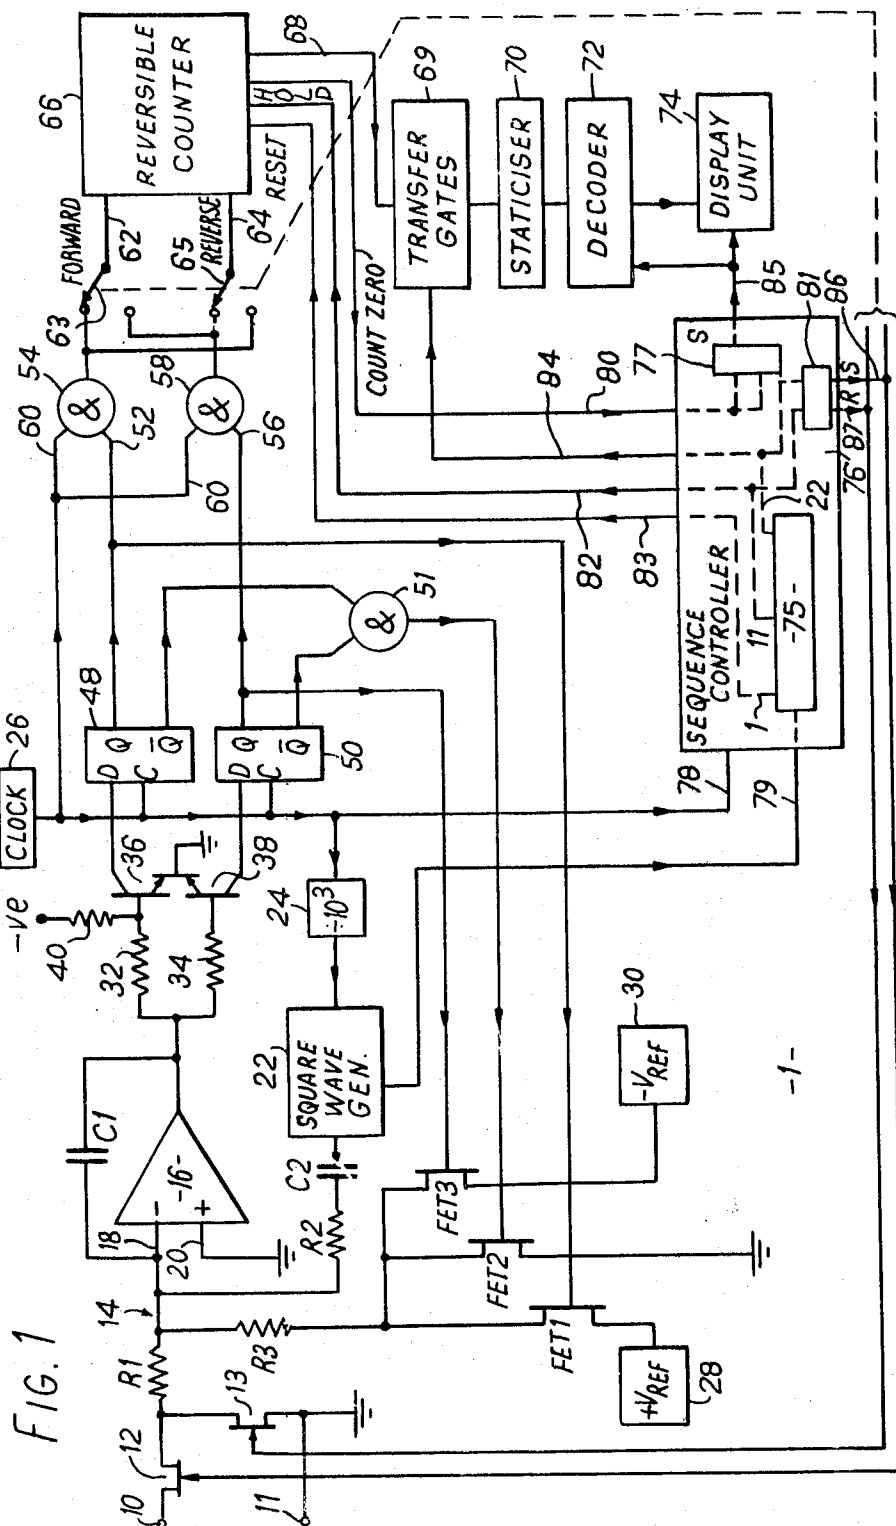 FIG. 1
10
11
12
13
14
R1
R3
18
20
-16-
+
−
C1
R2
C2
22
SQUARE
WAVE
GEN.
24
÷10³
-ve
40
32
34
36
38
CLOCK
26
48
D
Q
C
Q̅
50
D
Q
C
Q̅
51
&
52
54
&
56
58
&
60
60
FORWARD
62
63
REVERSE
64
65
66
REVERSIBLE
COUNTER
RESET
HOLD
68
COUNT ZERO
69
TRANSFER
GATES
70
STATICISER
72
DECODER
74
DISPLAY
UNIT
SEQUENCE
CONTROLLER
1
11
22
-75-
76
77
S
78
79
80
81
82
83
84
85
86
87
R
S
FET1
FET2
FET3
+VREF
28
-VREF
30
-1-